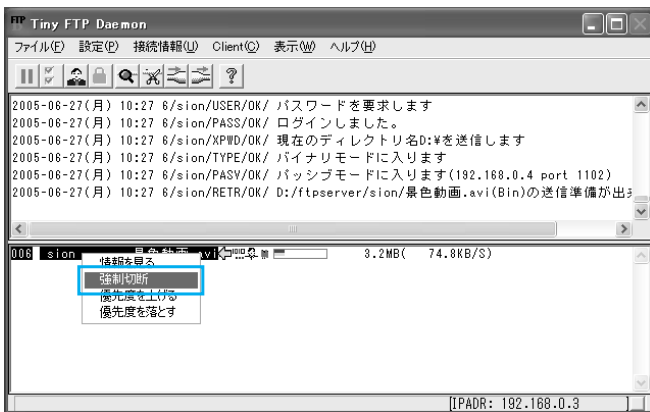 FTP Tiny FTP Daemon
ファイル(F) 設定(P) 接続情報(U) Client(C) 表示(W) ヘルプ(H)
2005-06-27(月) 10:27 6/sion/USER/OK/ パスワードを要求します
2005-06-27(月) 10:27 6/sion/PASS/OK/ ログインしました。
2005-06-27(月) 10:27 6/sion/XPWD/OK/ 現在のディレクトリ名D:¥を送信します
2005-06-27(月) 10:27 6/sion/TYPE/OK/ バイナリモードに入ります
2005-06-27(月) 10:27 6/sion/PASV/OK/ パッシブモードに入ります(192.168.0.4 port 1102)
2005-06-27(月) 10:27 6/sion/RETR/OK/ D:/ftpserver/sion/景色動画.avi(Bin)の送信準備が出
006 sion 景色動画.avi 3.2MB( 74.8KB/S)
情報を見る
強制切断
優先度を上げる
優先度を落とす
[IPADR: 192.168.0.3 ]